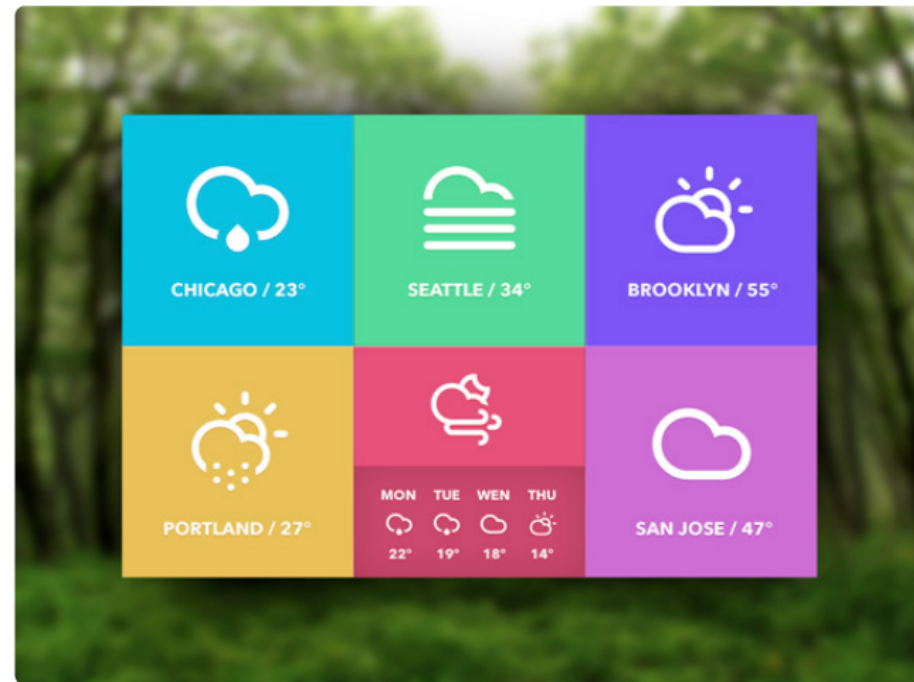 CHICAGO / 23°
SEATTLE / 34°
BROOKLYN / 55°
PORTLAND / 27°
MON TUE WEN THU
22° 19° 18° 14°
SAN JOSE / 47°